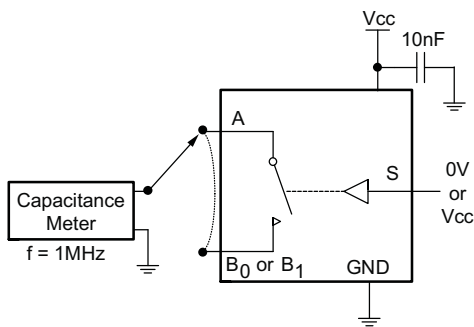 Vcc
10nF
A
S
0V
or
Vcc
Capacitance
Meter
f = 1MHz
B₀ or B₁
GND